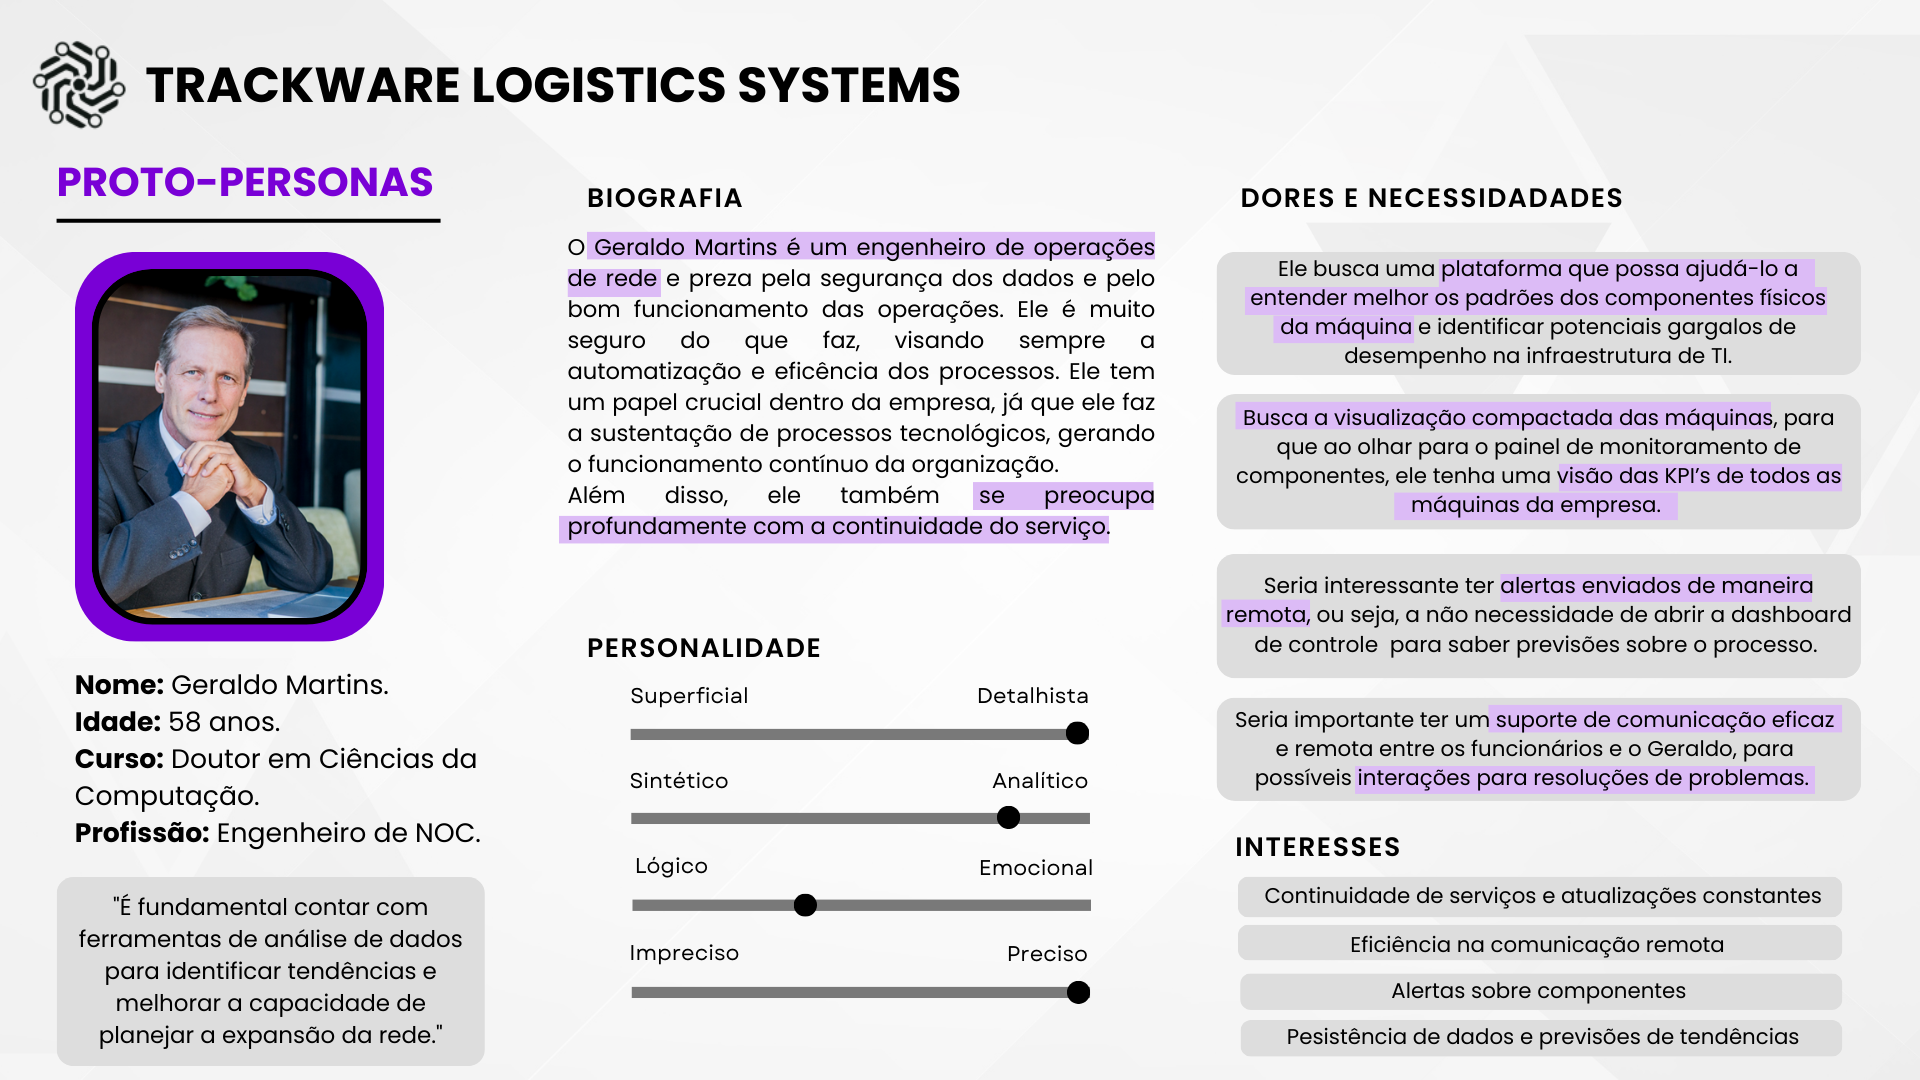 TRACKWARE LOGISTICS SYSTEMS
PROTO-PERSONAS
Nome: Geraldo Martins.
Idade: 58 anos.
Curso: Doutor em Ciências da
Computação.
Profissão: Engenheiro de NOC.
"É fundamental contar com
ferramentas de análise de dados
para identificar tendências e
melhorar a capacidade de
planejar a expansão da rede."
BIOGRAFIA
O Geraldo Martins é um engenheiro de operações
de rede e preza pela segurança dos dados e pelo
bom funcionamento das operações. Ele é muito
seguro do que faz, visando sempre a
automatização e eficência dos processos. Ele tem
um papel crucial dentro da empresa, já que ele faz
a sustentação de processos tecnológicos, gerando
o funcionamento contínuo da organização.
Além disso, ele também se preocupa
profundamente com a continuidade do serviço.
PERSONALIDADE
Superficial Detalhista
Sintético Analítico
Lógico Emocional
Impreciso Preciso
DORES E NECESSIDADADES
Ele busca uma plataforma que possa ajudá-lo a
entender melhor os padrões dos componentes físicos
da máquina e identificar potenciais gargalos de
desempenho na infraestrutura de TI.
Busca a visualização compactada das máquinas, para
que ao olhar para o painel de monitoramento de
componentes, ele tenha uma visão das KPI's de todos as
máquinas da empresa.
Seria interessante ter alertas enviados de maneira
remota, ou seja, a não necessidade de abrir a dashboard
de controle para saber previsões sobre o processo.
Seria importante ter um suporte de comunicação eficaz
e remota entre os funcionários e o Geraldo, para
possíveis interações para resoluções de problemas.
INTERESSES
Continuidade de serviços e atualizações constantes
Eficiência na comunicação remota
Alertas sobre componentes
Pesistência de dados e previsões de tendências